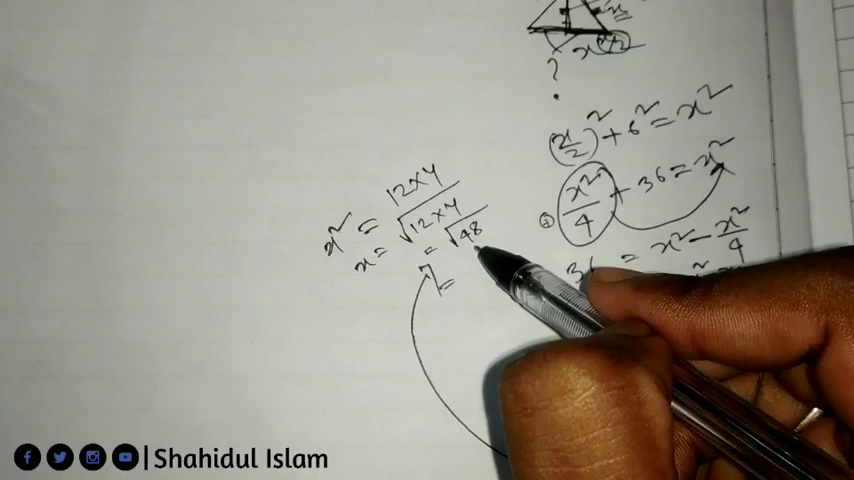 x
x 12
?
(x/2)² + 6² = x²
x²/4 + 36 = x²
36 = x² - x²/4
x² = 12×4
x = √12×4
= √48
=
| Shahidul Islam